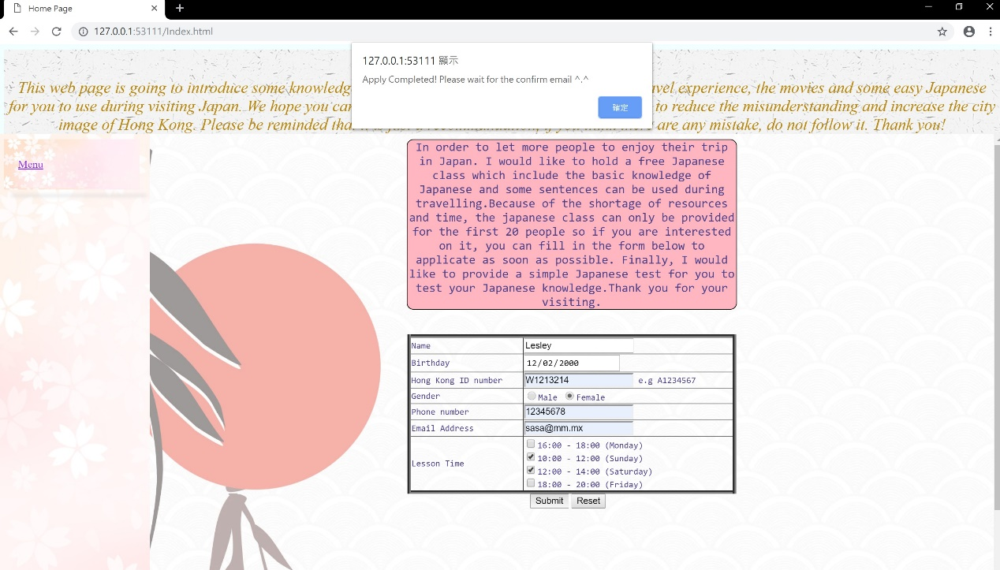 Home Page
127.0.0.1:53111/Index.html
127.0.0.1:53111 顯示
Apply Completed! Please wait for the confirm email ^.^
確定
This web page is going to introduce some knowledg vel experience, the movies and some easy Japanese
for you to use during visiting Japan. We hope you can to reduce the misunderstanding and increase the city
image of Hong Kong. Please be reminded tha are any mistake, do not follow it. Thank you!
Menu
In order to let more people to enjoy their trip
in Japan. I would like to hold a free Japanese
class which include the basic knowledge of
Japanese and some sentences can be used during
travelling.Because of the shortage of resources
and time, the japanese class can only be provided
for the first 20 people so if you are interested
on it, you can fill in the form below to
applicate as soon as possible. Finally, I would
like to provide a simple Japanese test for you to
test your Japanese knowledge.Thank you for your
visiting.
Name Lesley
Birthday 12/02/2000
Hong Kong ID number W1213214 e.g A1234567
Gender Male Female
Phone number 12345678
Email Address sasa@mm.mx
Lesson Time
16:00 - 18:00 (Monday)
10:00 - 12:00 (Sunday)
12:00 - 14:00 (Saturday)
18:00 - 20:00 (Friday)
Submit Reset